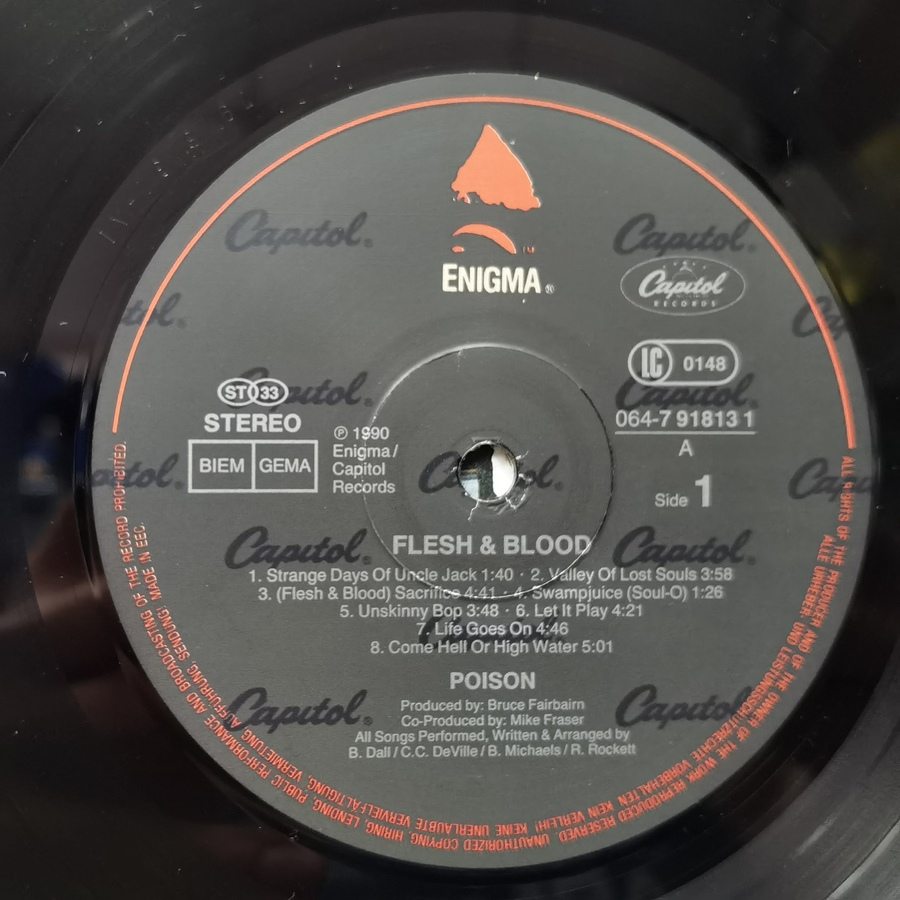 ENIGMA®
Capitol®
Capitol®
Capitol
RECORDS
LC 0148
064-7 91813 1
A
Side 1
ST 33
STEREO
BIEM GEMA
℗ 1990
Enigma/
Capitol
Records
FLESH & BLOOD
1. Strange Days Of Uncle Jack 1:40 · 2. Valley Of Lost Souls 3:58
3. (Flesh & Blood) Sacrifice 4:41 · 4. Swampjuice (Soul-O) 1:26
5. Unskinny Bop 3:48 · 6. Let It Play 4:21
7. Life Goes On 4:46
8. Come Hell Or High Water 5:01
POISON
Produced by: Bruce Fairbairn
Co-Produced by: Mike Fraser
All Songs Performed, Written & Arranged by
B. Dall / C.C. DeVille / B. Michaels / R. Rockett
ALL RIGHTS OF THE PRODUCER AND OF THE OWNER OF THE WORK REPRODUCED RESERVED. UNAUTHORIZED COPYING, HIRING, LENDING, PUBLIC PERFORMANCE AND BROADCASTING OF THE RECORD PROHIBITED.
ALLE URHEBER- UND LEISTUNGSSCHUTZRECHTE VORBEHALTEN KEIN VERLEIH! KEINE UNERLAUBTE VERVIELFÄLTIGUNG, VERMIETUNG, AUFFÜHRUNG, SENDUNG! MADE IN EEC.